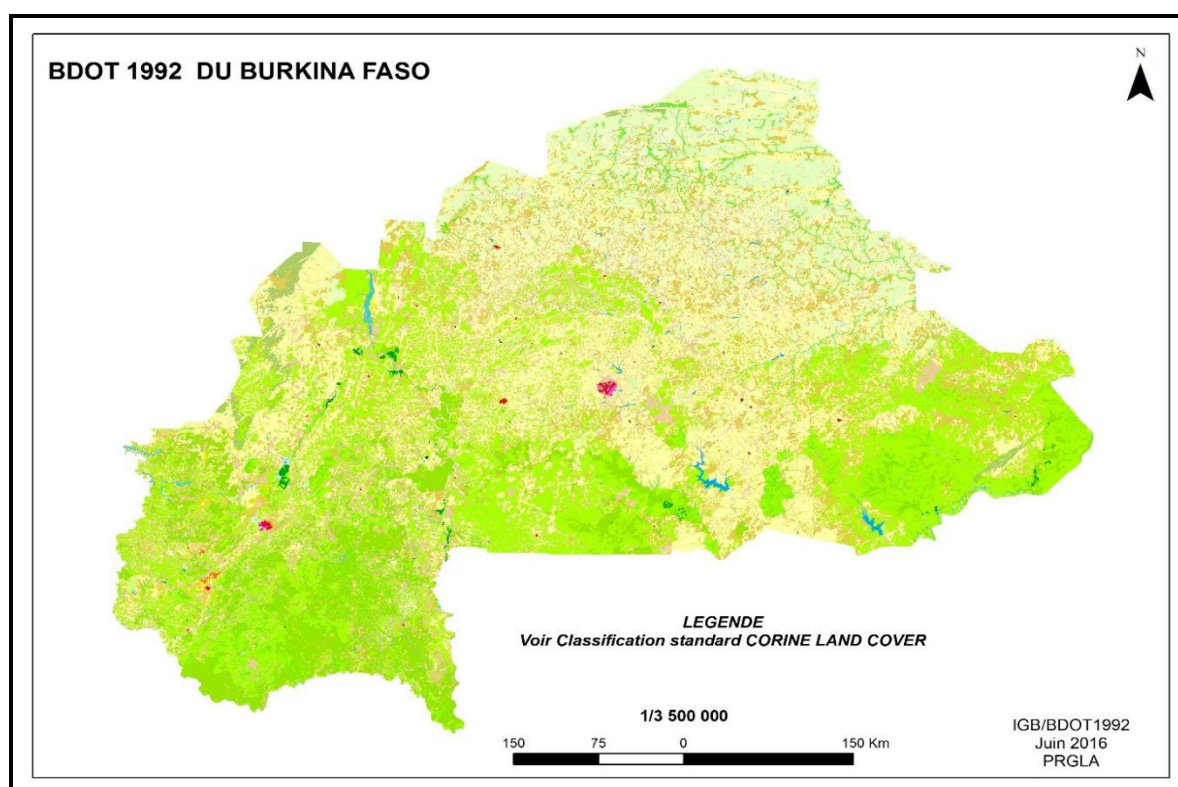 BDOT 1992 DU BURKINA FASO
N
LEGENDE
Voir Classification standard CORINE LAND COVER
1/3 500 000
150 75 0 150 Km
IGB/BDOT1992
Juin 2016
PRGLA